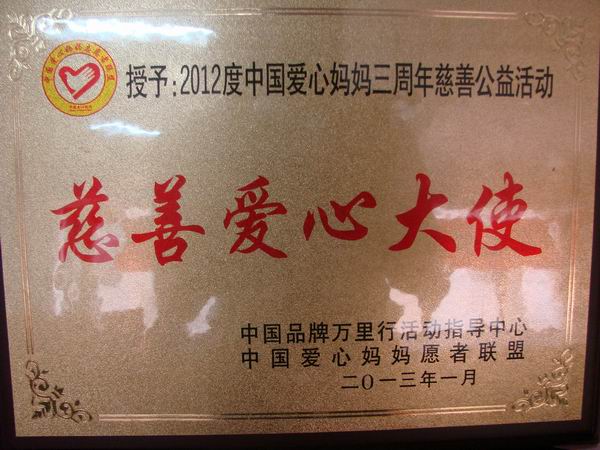 授予:2012度中国爱心妈妈三周年慈善公益活动
慈善爱心大使
中国品牌万里行活动指导中心
中国爱心妈妈愿者联盟
二〇一三年一月